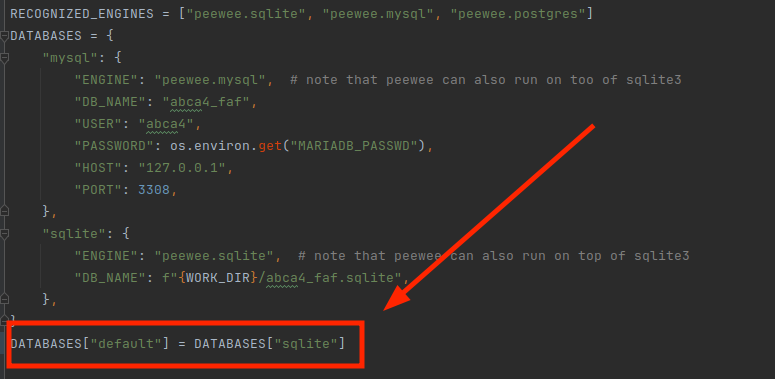 RECOGNIZED_ENGINES = ["peewee.sqlite", "peewee.mysql", "peewee.postgres"]
DATABASES = {
    "mysql": {
        "ENGINE": "peewee.mysql",  # note that peewee can also run on too of sqlite3
        "DB_NAME": "abca4_faf",
        "USER": "abca4",
        "PASSWORD": os.environ.get("MARIADB_PASSWD"),
        "HOST": "127.0.0.1",
        "PORT": 3308,
    },
    "sqlite": {
        "ENGINE": "peewee.sqlite",  # note that peewee can also run on top of sqlite3
        "DB_NAME": f"{WORK_DIR}/abca4_faf.sqlite",
    },
}
DATABASES["default"] = DATABASES["sqlite"]